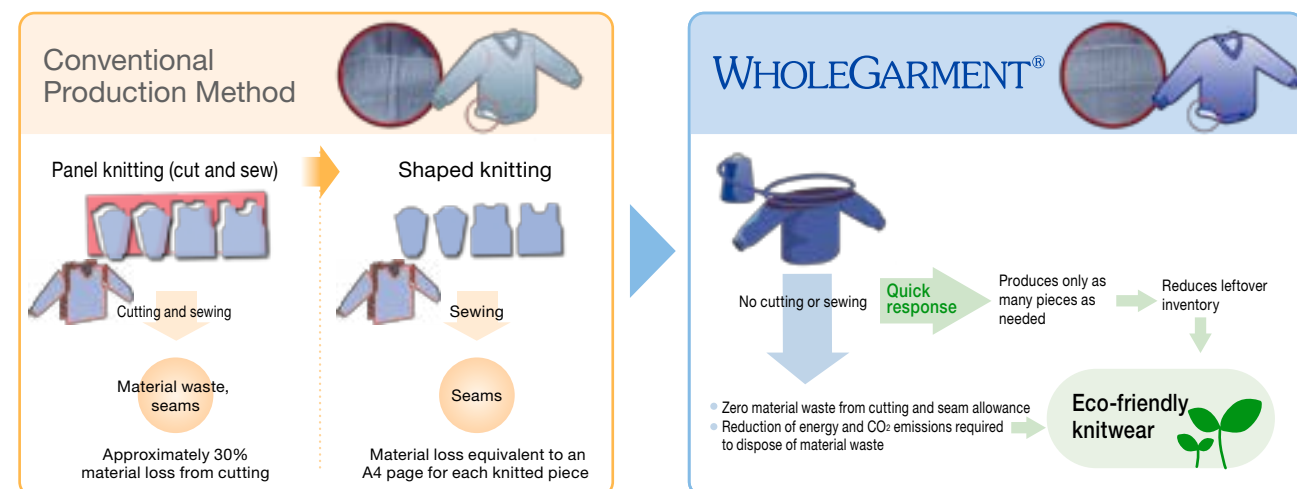 Conventional
Production Method
Panel knitting (cut and sew)
Shaped knitting
Cutting and sewing
Sewing
Material waste,
seams
Seams
Approximately 30%
material loss from cutting
Material loss equivalent to an
A4 page for each knitted piece
WHOLEGARMENT®
No cutting or sewing
Quick
response
Produces only as
many pieces as
needed
Reduces leftover
inventory
• Zero material waste from cutting and seam allowance
• Reduction of energy and CO₂ emissions required
to dispose of material waste
Eco-friendly
knitwear